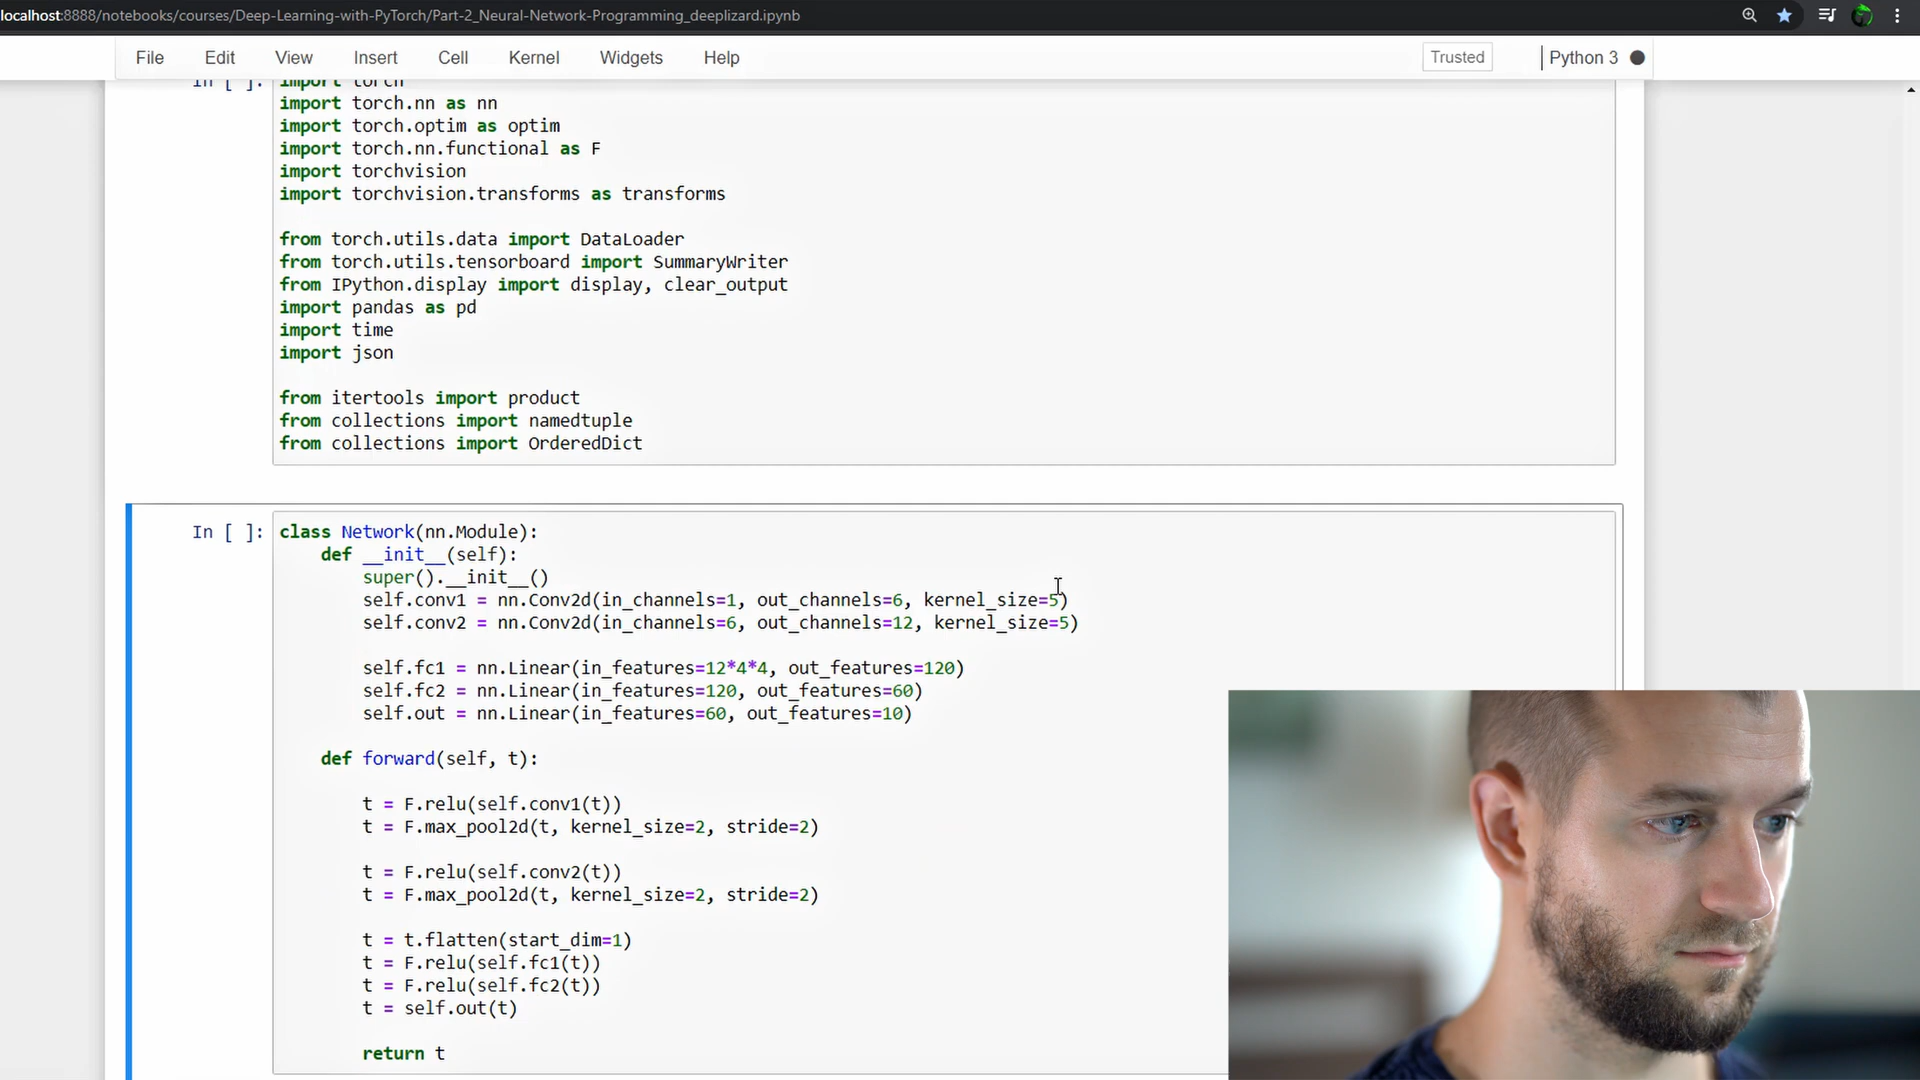 localhost:8888/notebooks/courses/Deep-Learning-with-PyTorch/Part-2_Neural-Network-Programming_deeplizard.ipynb
File Edit View Insert Cell Kernel Widgets Help Trusted Python 3
In [ ]: import torch
import torch.nn as nn
import torch.optim as optim
import torch.nn.functional as F
import torchvision
import torchvision.transforms as transforms
from torch.utils.data import DataLoader
from torch.utils.tensorboard import SummaryWriter
from IPython.display import display, clear_output
import pandas as pd
import time
import json
from itertools import product
from collections import namedtuple
from collections import OrderedDict
In [ ]: class Network(nn.Module):
def __init__(self):
super().__init__()
self.conv1 = nn.Conv2d(in_channels=1, out_channels=6, kernel_size=5)
self.conv2 = nn.Conv2d(in_channels=6, out_channels=12, kernel_size=5)
self.fc1 = nn.Linear(in_features=12*4*4, out_features=120)
self.fc2 = nn.Linear(in_features=120, out_features=60)
self.out = nn.Linear(in_features=60, out_features=10)
def forward(self, t):
t = F.relu(self.conv1(t))
t = F.max_pool2d(t, kernel_size=2, stride=2)
t = F.relu(self.conv2(t))
t = F.max_pool2d(t, kernel_size=2, stride=2)
t = t.flatten(start_dim=1)
t = F.relu(self.fc1(t))
t = F.relu(self.fc2(t))
t = self.out(t)
return t